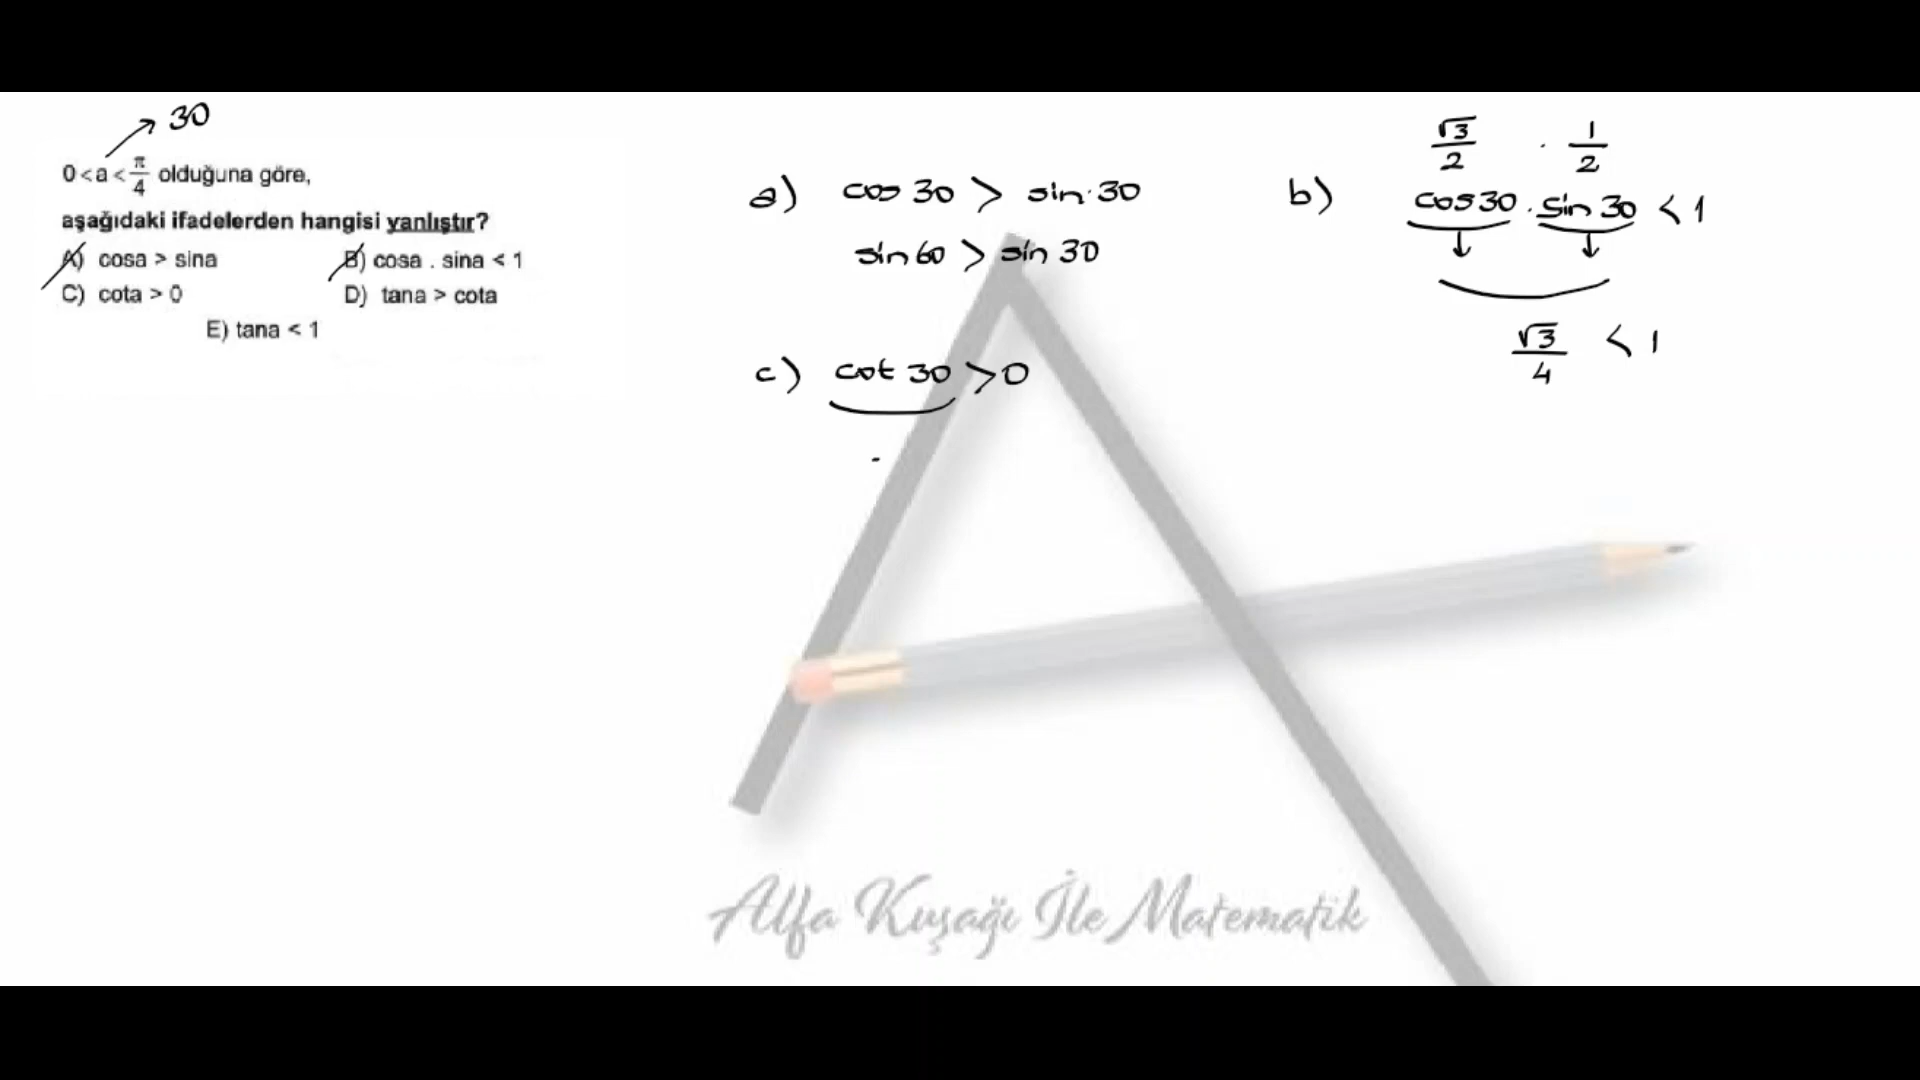 30
0 < a < π/4 olduğuna göre,
aşağıdaki ifadelerden hangisi yanlıştır?
A) cosa > sina
B) cosa . sina < 1
C) cota > 0
D) tana > cota
E) tana < 1
a) cos 30 > sin 30
sin 60 > sin 30
b) √3/2 . 1/2
cos 30 . sin 30 < 1
√3/4 < 1
c) cot 30 > 0
Alfa Kuşağı İle Matematik